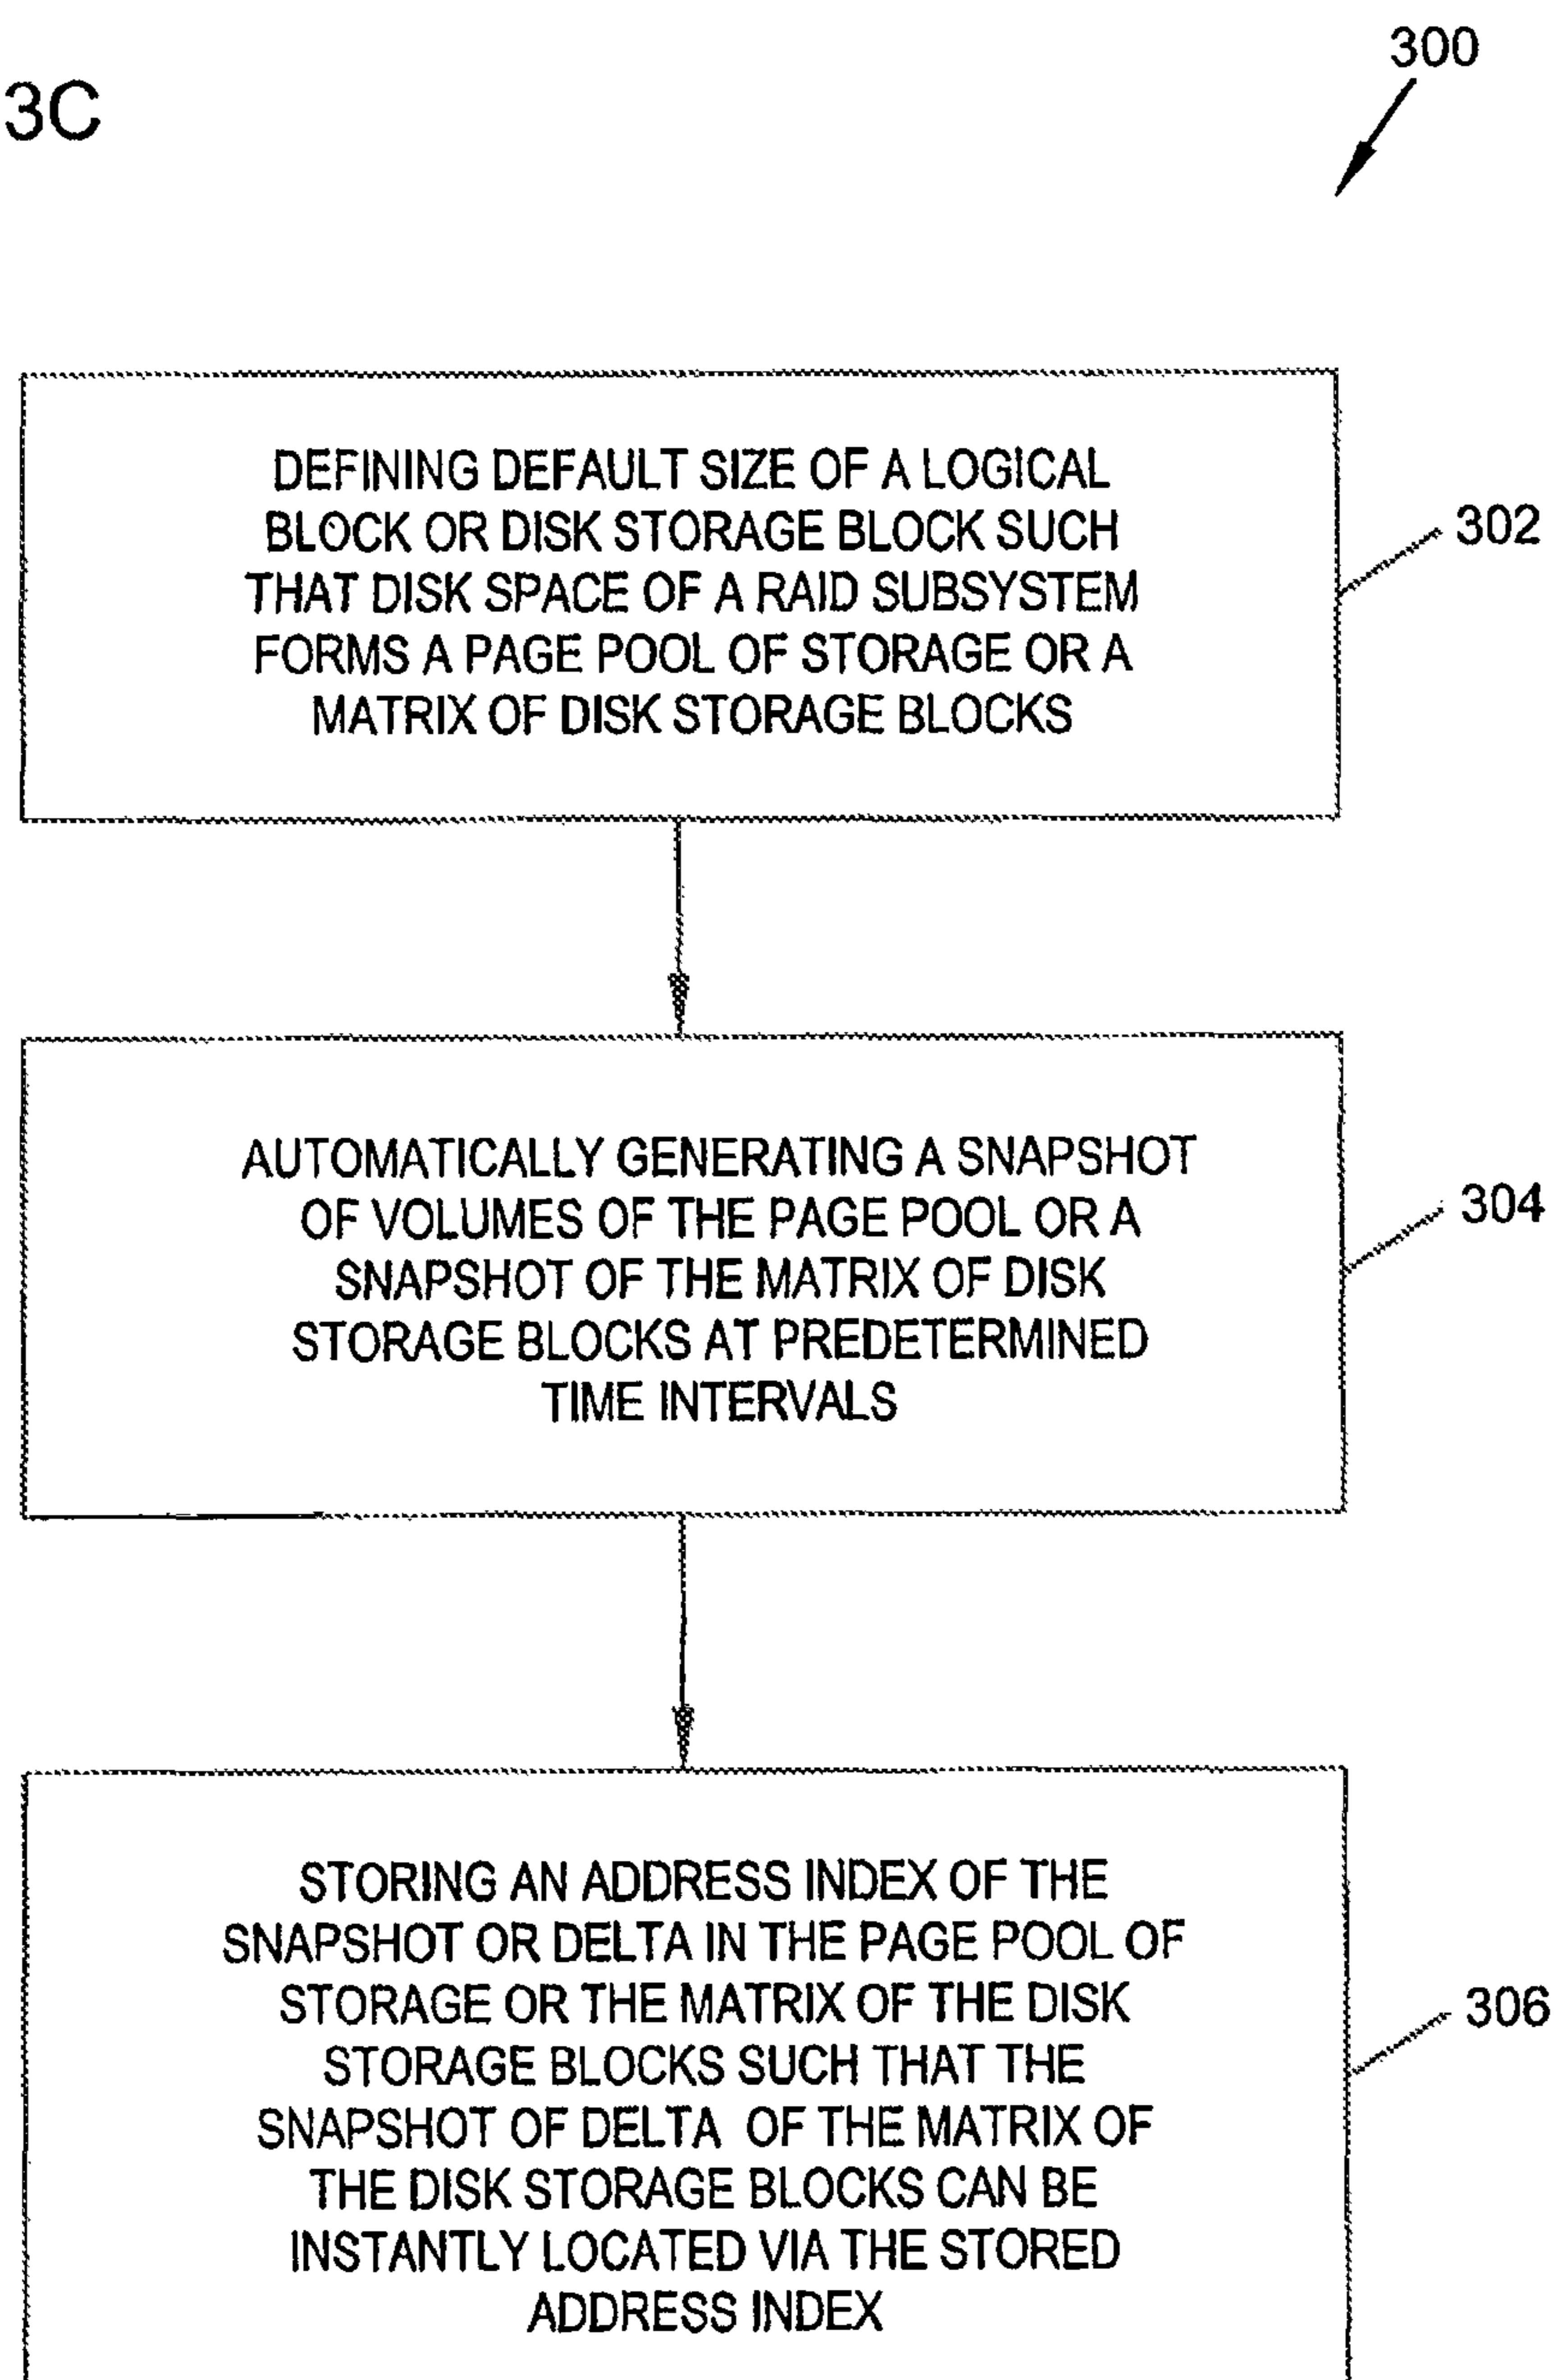 300
3C
DEFINING DEFAULT SIZE OF A LOGICAL
BLOCK OR DISK STORAGE BLOCK SUCH
THAT DISK SPACE OF A RAID SUBSYSTEM
FORMS A PAGE POOL OF STORAGE OR A
MATRIX OF DISK STORAGE BLOCKS
302
AUTOMATICALLY GENERATING A SNAPSHOT
OF VOLUMES OF THE PAGE POOL OR A
SNAPSHOT OF THE MATRIX OF DISK
STORAGE BLOCKS AT PREDETERMINED
TIME INTERVALS
304
STORING AN ADDRESS INDEX OF THE
SNAPSHOT OR DELTA IN THE PAGE POOL OF
STORAGE OR THE MATRIX OF THE DISK
STORAGE BLOCKS SUCH THAT THE
SNAPSHOT OF DELTA OF THE MATRIX OF
THE DISK STORAGE BLOCKS CAN BE
INSTANTLY LOCATED VIA THE STORED
ADDRESS INDEX
306